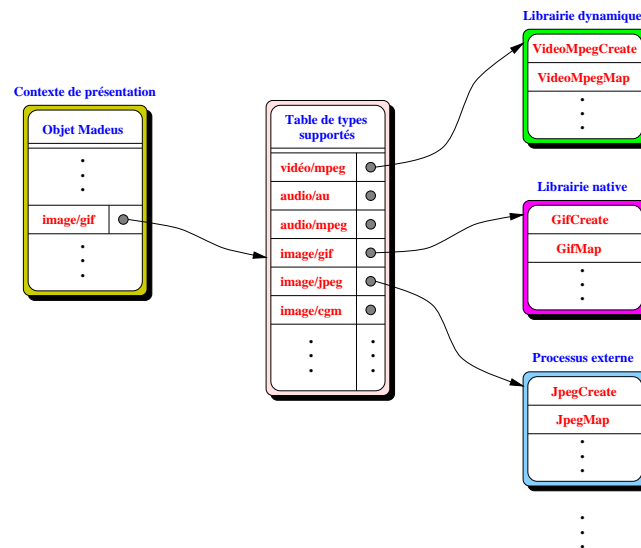 Contexte de présentation
Objet Madeus
image/gif
Table de types
supportés
vidéo/mpeg
audio/au
audio/mpeg
image/gif
image/jpeg
image/cgm
Librairie dynamique
VideoMpegCreate
VideoMpegMap
Librairie native
GifCreate
GifMap
Processus externe
JpegCreate
JpegMap